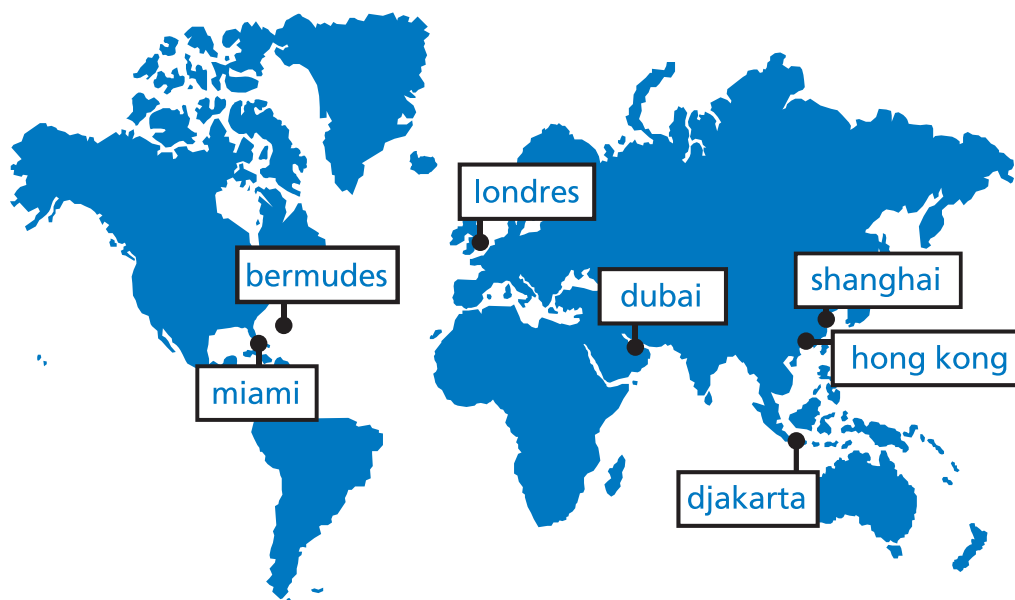 londres
bermudes
shanghai
dubai
hong kong
miami
djakarta